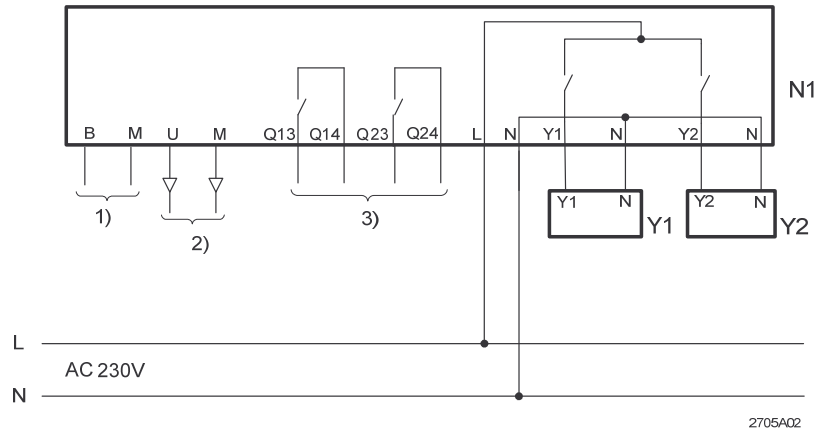 N1
B M U M Q13 Q14 Q23 Q24 L N Y1 N Y2 N
Y1 N Y1 Y2 N Y2
1) 2) 3)
L
AC 230V
N
2705A02